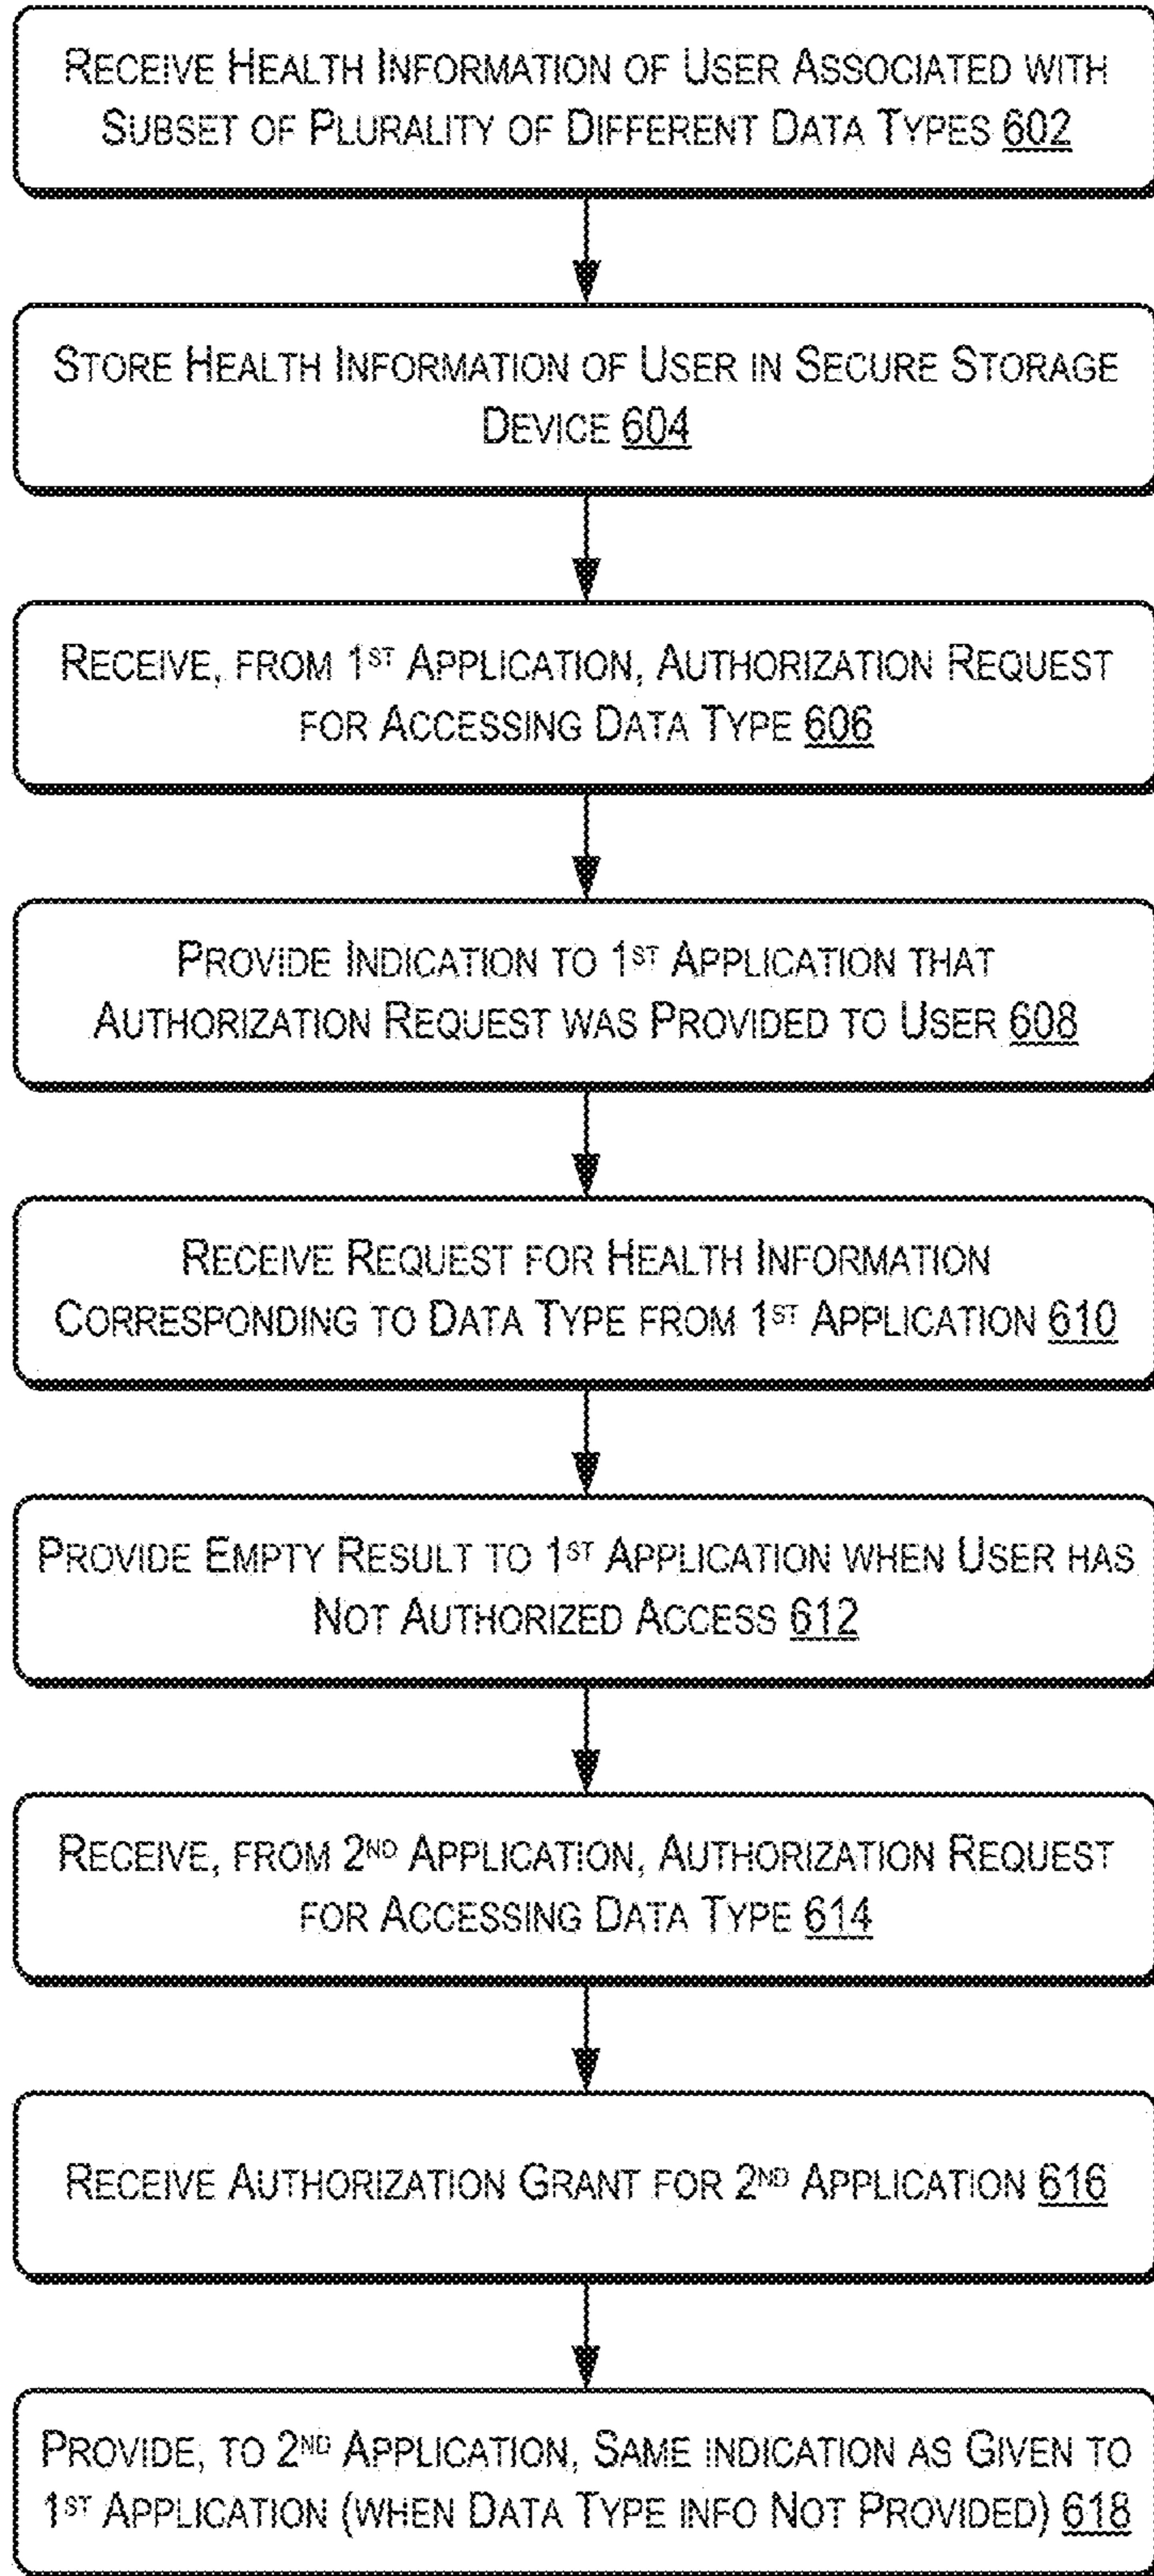 RECEIVE HEALTH INFORMATION OF USER ASSOCIATED WITH
SUBSET OF PLURALITY OF DIFFERENT DATA TYPES 602
STORE HEALTH INFORMATION OF USER IN SECURE STORAGE
DEVICE 604
RECEIVE, FROM 1ST APPLICATION, AUTHORIZATION REQUEST
FOR ACCESSING DATA TYPE 606
PROVIDE INDICATION TO 1ST APPLICATION THAT
AUTHORIZATION REQUEST WAS PROVIDED TO USER 608
RECEIVE REQUEST FOR HEALTH INFORMATION
CORRESPONDING TO DATA TYPE FROM 1ST APPLICATION 610
PROVIDE EMPTY RESULT TO 1ST APPLICATION WHEN USER HAS
NOT AUTHORIZED ACCESS 612
RECEIVE, FROM 2ND APPLICATION, AUTHORIZATION REQUEST
FOR ACCESSING DATA TYPE 614
RECEIVE AUTHORIZATION GRANT FOR 2ND APPLICATION 616
PROVIDE, TO 2ND APPLICATION, SAME INDICATION AS GIVEN TO
1ST APPLICATION (WHEN DATA TYPE INFO NOT PROVIDED) 618